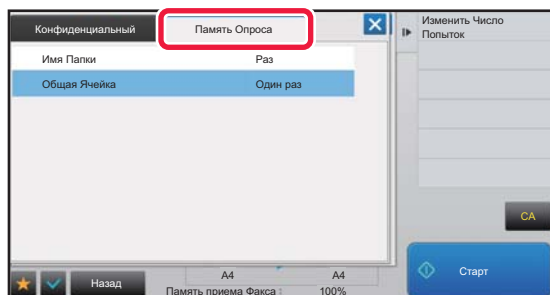 Конфиденциальный
Память Опроса
Имя Папки
Раз
Общая Ячейка
Один раз
Изменить Число
Попыток
CA
Старт
Назад
A4
A4
Память приема Факса :
100%